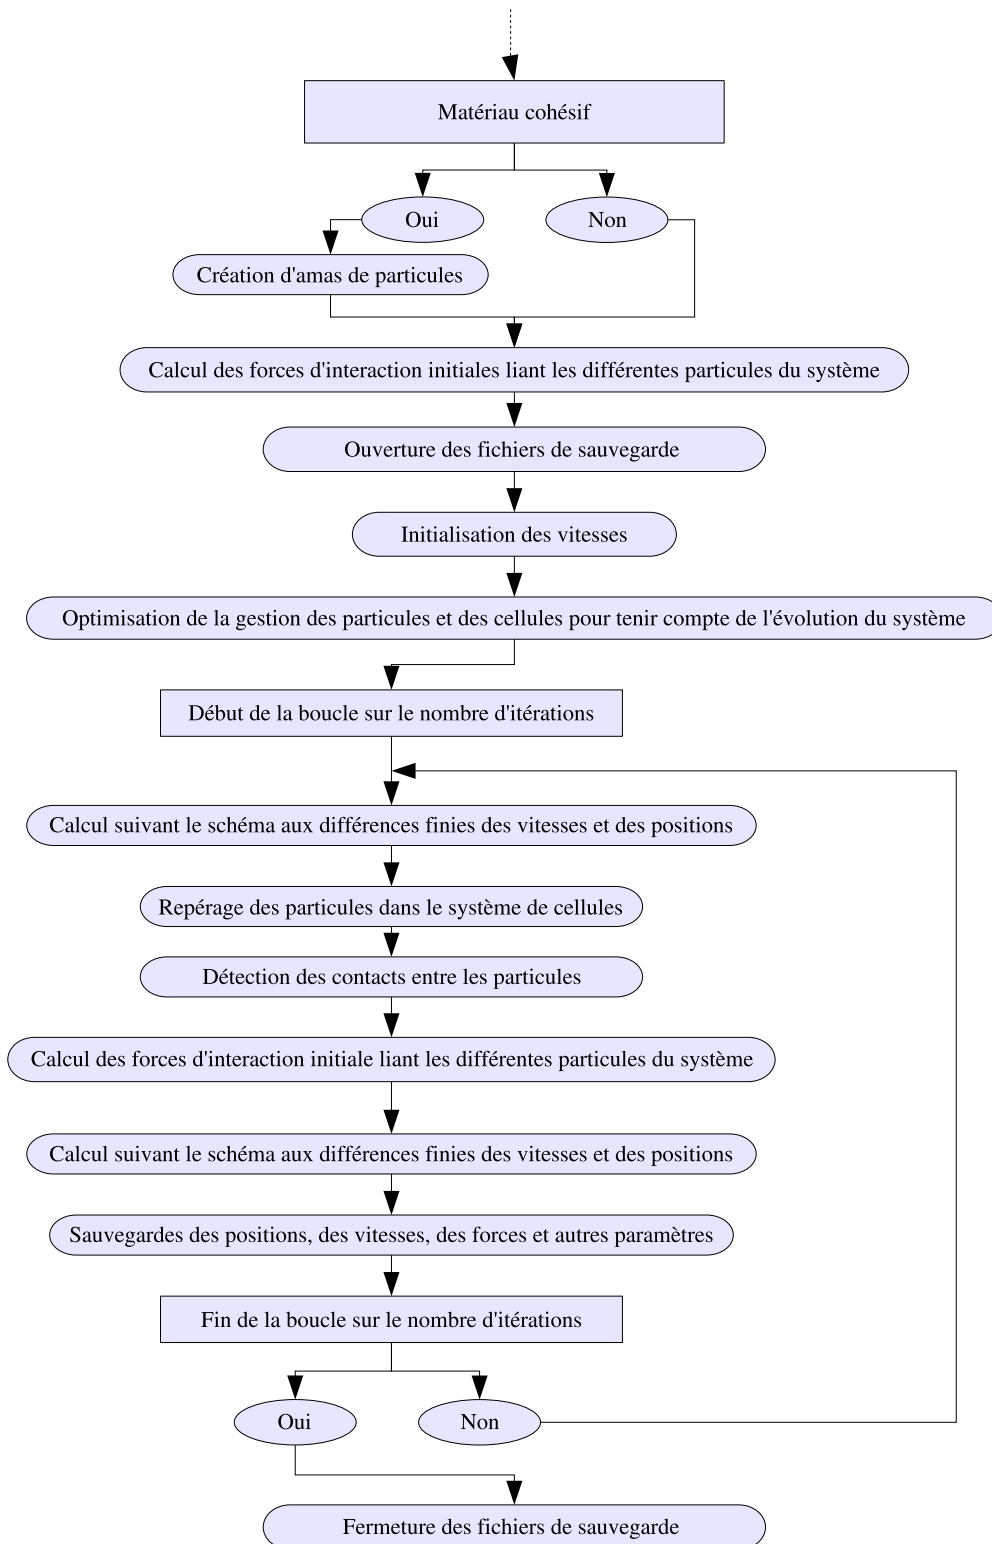 Matériau cohésif
Oui
Non
Création d'amas de particules
Calcul des forces d'interaction initiales liant les différentes particules du système
Ouverture des fichiers de sauvegarde
Initialisation des vitesses
Optimisation de la gestion des particules et des cellules pour tenir compte de l'évolution du système
Début de la boucle sur le nombre d'itérations
Calcul suivant le schéma aux différences finies des vitesses et des positions
Repérage des particules dans le système de cellules
Détection des contacts entre les particules
Calcul des forces d'interaction initiale liant les différentes particules du système
Calcul suivant le schéma aux différences finies des vitesses et des positions
Sauvegardes des positions, des vitesses, des forces et autres paramètres
Fin de la boucle sur le nombre d'itérations
Oui
Non
Fermeture des fichiers de sauvegarde